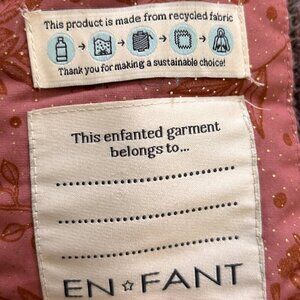 This product is made from recycled fabric
Thank you for making a sustainable choice!
This enfanted garment
belongs to...
EN☆FANT